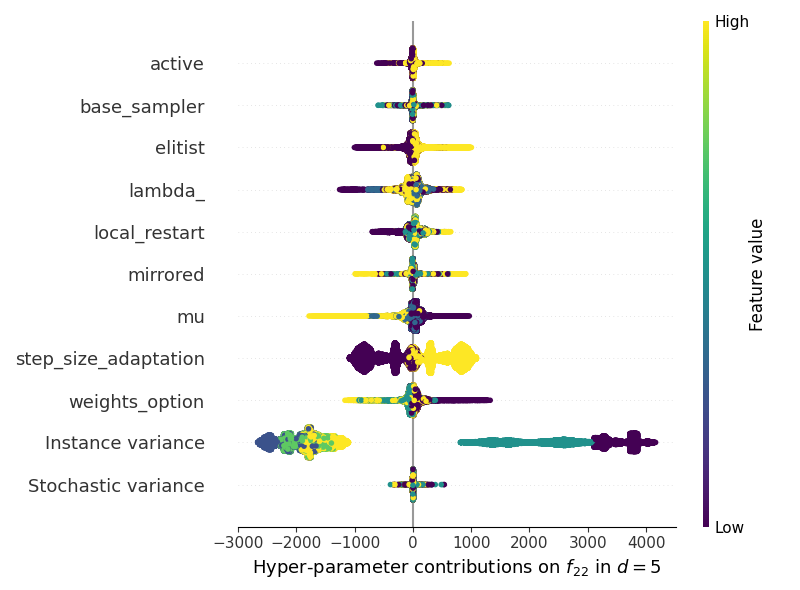 High
active
base_sampler
elitist
lambda_
local_restart
mirrored
mu
step_size_adaptation
weights_option
Instance variance
Stochastic variance
Feature value
Low
−3000 −2000 −1000 0 1000 2000 3000 4000
Hyper-parameter contributions on f22 in d = 5